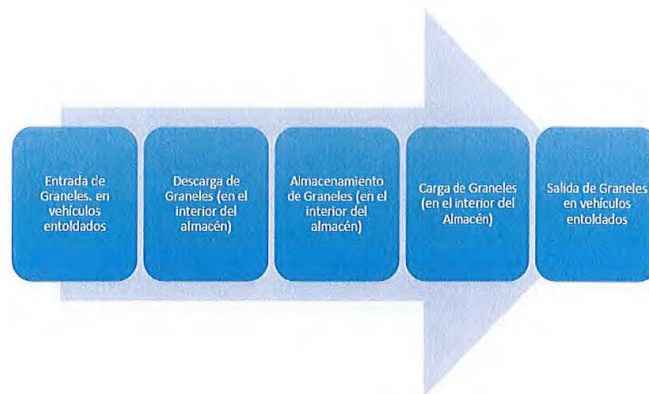 Entrada de
Graneles. en
vehículos
entoldados
Descarga de
Graneles (en el
interior del
almacén)
Almacenamiento
de Graneles (en el
interior del
almacén)
Carga de Graneles
(en el interior del
Almacén)
Salida de Graneles
en vehículos
entoldados